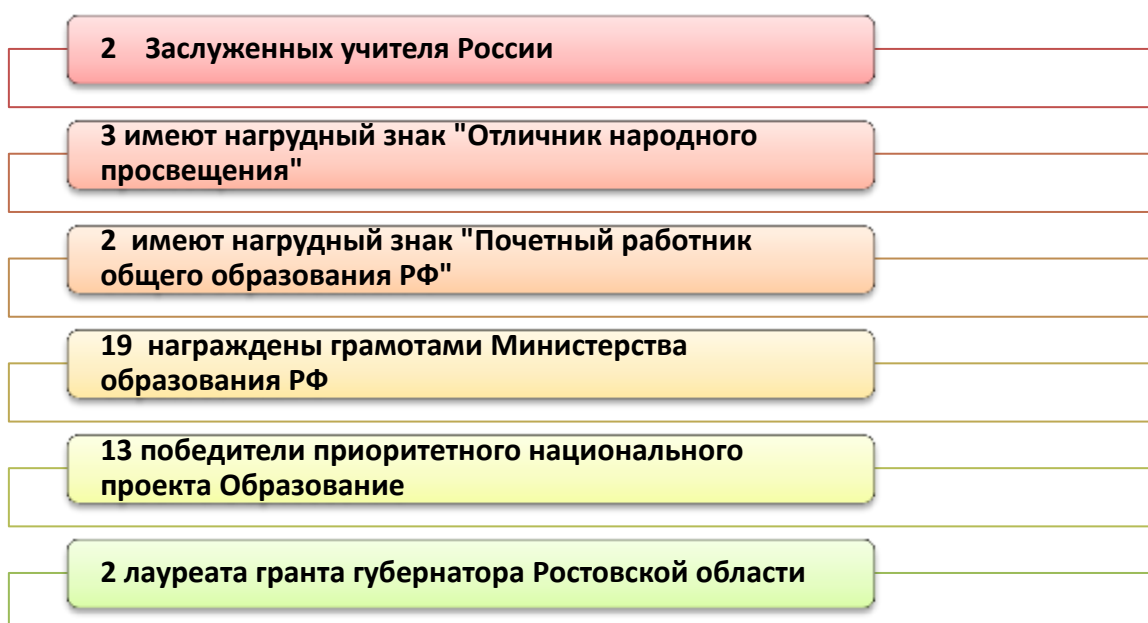 2 Заслуженных учителя России
3 имеют нагрудный знак "Отличник народного
просвещения"
2 имеют нагрудный знак "Почетный работник
общего образования РФ"
19 награждены грамотами Министерства
образования РФ
13 победители приоритетного национального
проекта Образование
2 лауреата гранта губернатора Ростовской области